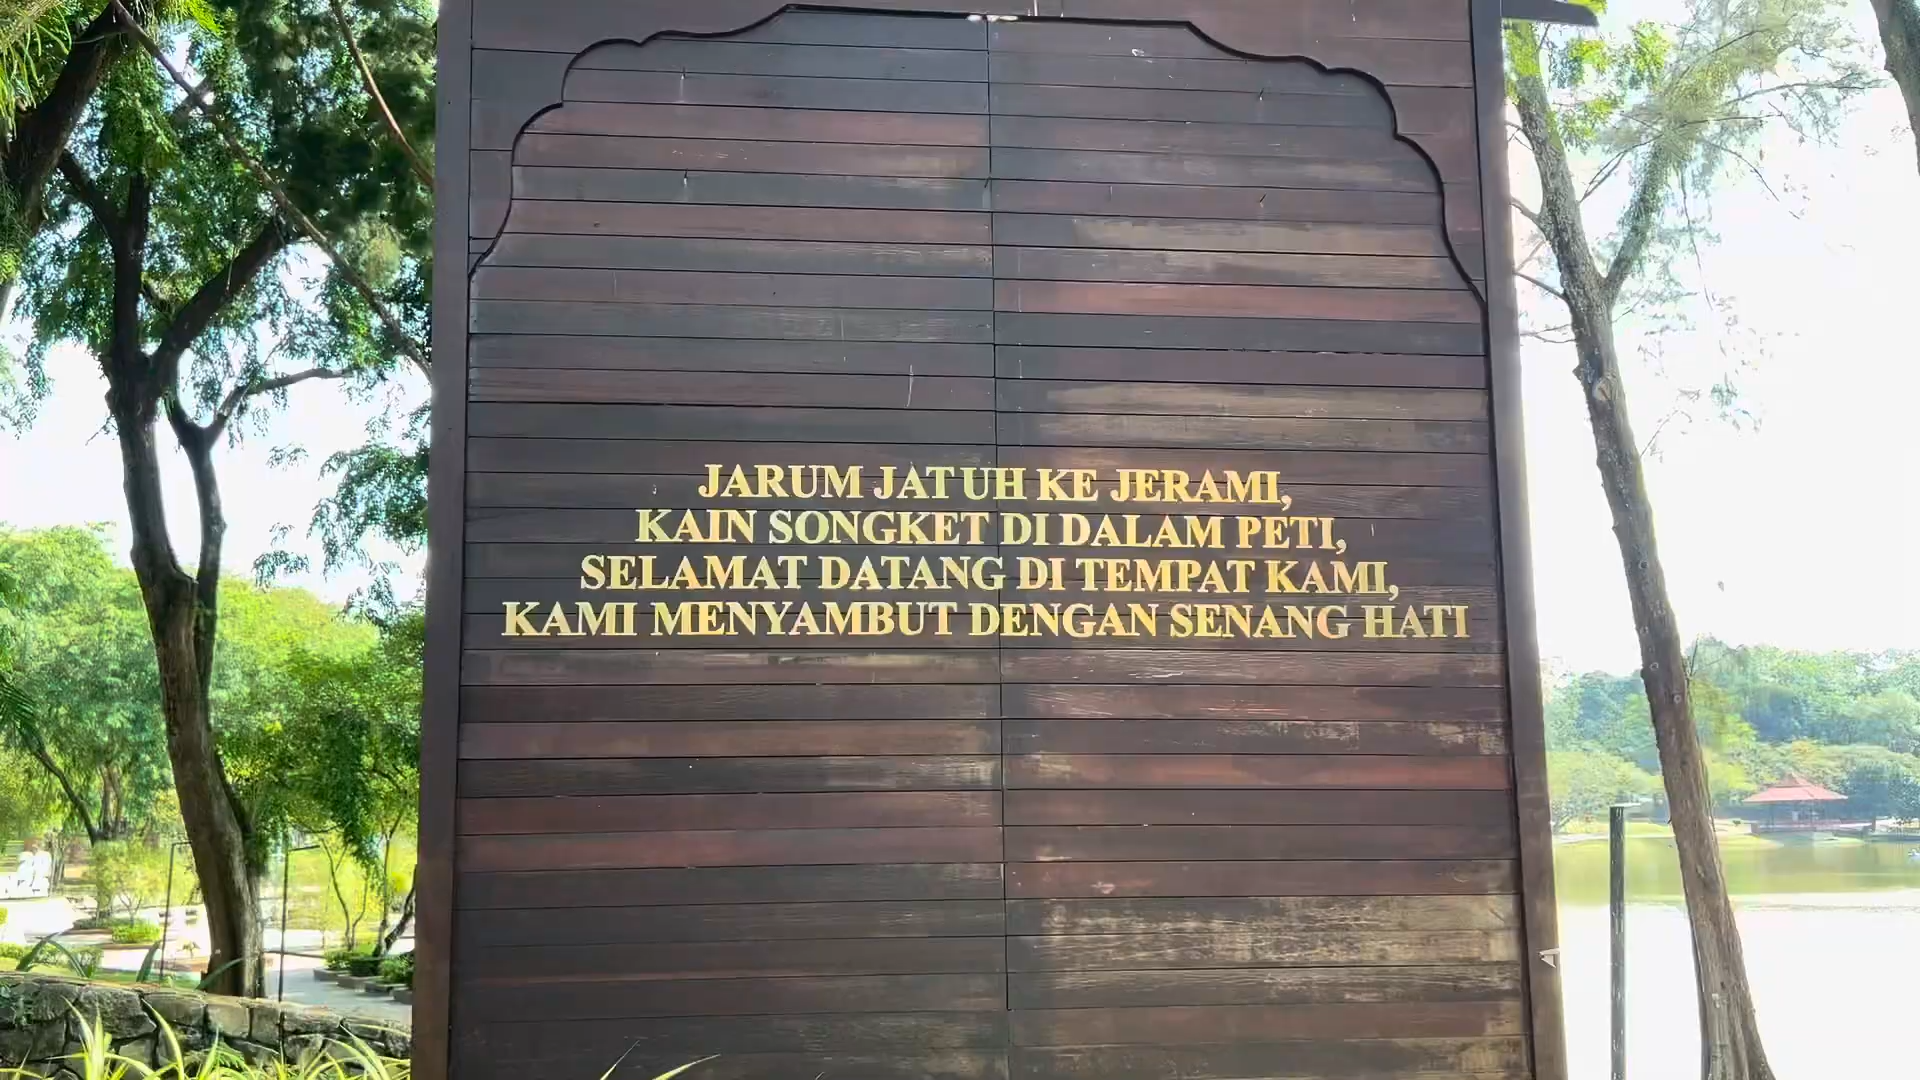 JARUM JATUH KE JERAMI,
KAIN SONGKET DI DALAM PETI,
SELAMAT DATANG DI TEMPAT KAMI,
KAMI MENYAMBUT DENGAN SENANG HATI